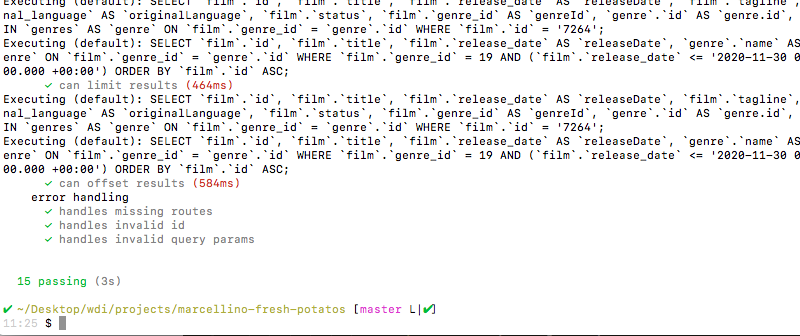 Executing (default): SELECT `film`.`id`, `film`.`title`, `film`.`release_date` AS `releaseDate`, `film`.`tagline`,
nal_language` AS `originalLanguage`, `film`.`status`, `film`.`genre_id` AS `genreId`, `genre`.`id` AS `genre.id`,
IN `genres` AS `genre` ON `film`.`genre_id` = `genre`.`id` WHERE `film`.`id` = '7264';
Executing (default): SELECT `film`.`id`, `film`.`title`, `film`.`release_date` AS `releaseDate`, `genre`.`name` AS
enre` ON `film`.`genre_id` = `genre`.`id` WHERE `film`.`genre_id` = 19 AND (`film`.`release_date` <= '2020-11-30 0
00.000 +00:00') ORDER BY `film`.`id` ASC;
✓ can limit results (464ms)
Executing (default): SELECT `film`.`id`, `film`.`title`, `film`.`release_date` AS `releaseDate`, `film`.`tagline`,
nal_language` AS `originalLanguage`, `film`.`status`, `film`.`genre_id` AS `genreId`, `genre`.`id` AS `genre.id`,
IN `genres` AS `genre` ON `film`.`genre_id` = `genre`.`id` WHERE `film`.`id` = '7264';
Executing (default): SELECT `film`.`id`, `film`.`title`, `film`.`release_date` AS `releaseDate`, `genre`.`name` AS
enre` ON `film`.`genre_id` = `genre`.`id` WHERE `film`.`genre_id` = 19 AND (`film`.`release_date` <= '2020-11-30 0
00.000 +00:00') ORDER BY `film`.`id` ASC;
✓ can offset results (584ms)
error handling
✓ handles missing routes
✓ handles invalid id
✓ handles invalid query params
15 passing (3s)
✔ ~/Desktop/wdi/projects/marcellino-fresh-potatos [master L|✔]
11:25 $